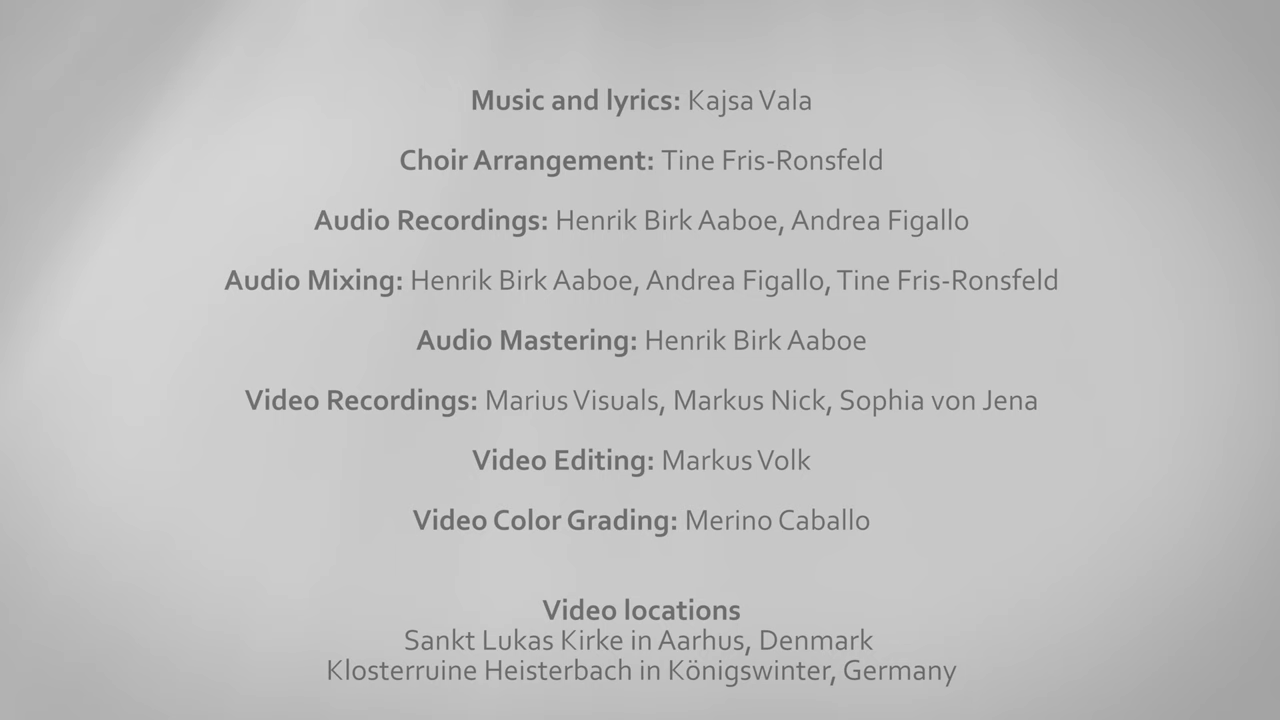 Music and lyrics: Kajsa Vala
Choir Arrangement: Tine Fris-Ronsfeld
Audio Recordings: Henrik Birk Aaboe, Andrea Figallo
Audio Mixing: Henrik Birk Aaboe, Andrea Figallo, Tine Fris-Ronsfeld
Audio Mastering: Henrik Birk Aaboe
Video Recordings: Marius Visuals, Markus Nick, Sophia von Jena
Video Editing: Markus Volk
Video Color Grading: Merino Caballo
Video locations
Sankt Lukas Kirke in Aarhus, Denmark
Klosterruine Heisterbach in Königswinter, Germany